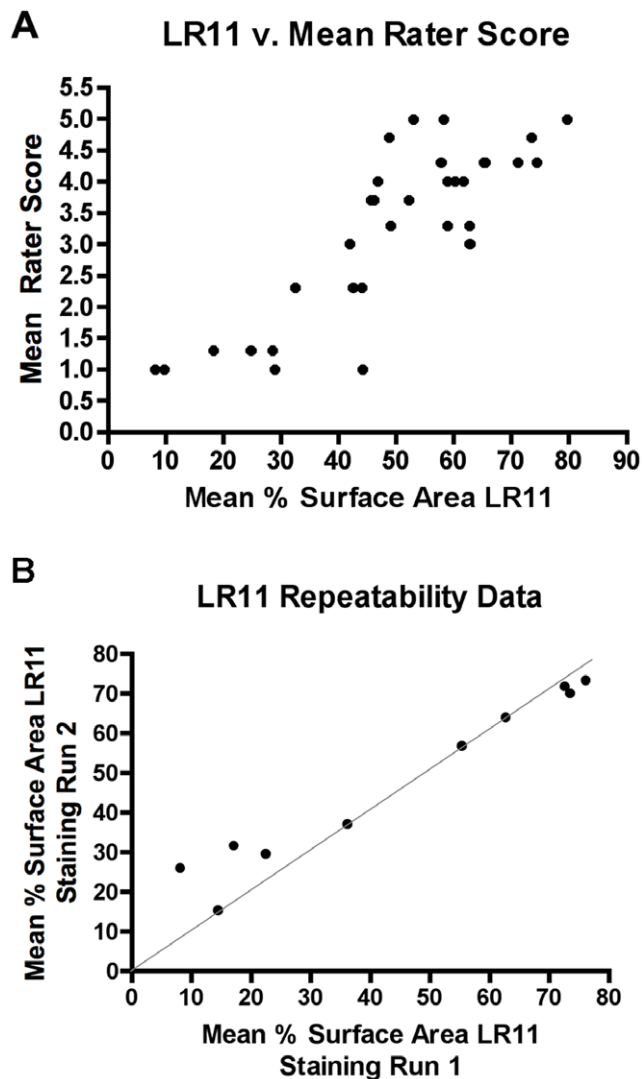 A
LR11 v. Mean Rater Score
Mean Rater Score
5.5
5.0
4.5
4.0
3.5
3.0
2.5
2.0
1.5
1.0
0.5
0.0
0 10 20 30 40 50 60 70 80 90
Mean % Surface Area LR11
B
LR11 Repeatability Data
Mean % Surface Area LR11
Staining Run 2
80
70
60
50
40
30
20
10
0
0 10 20 30 40 50 60 70 80
Mean % Surface Area LR11
Staining Run 1